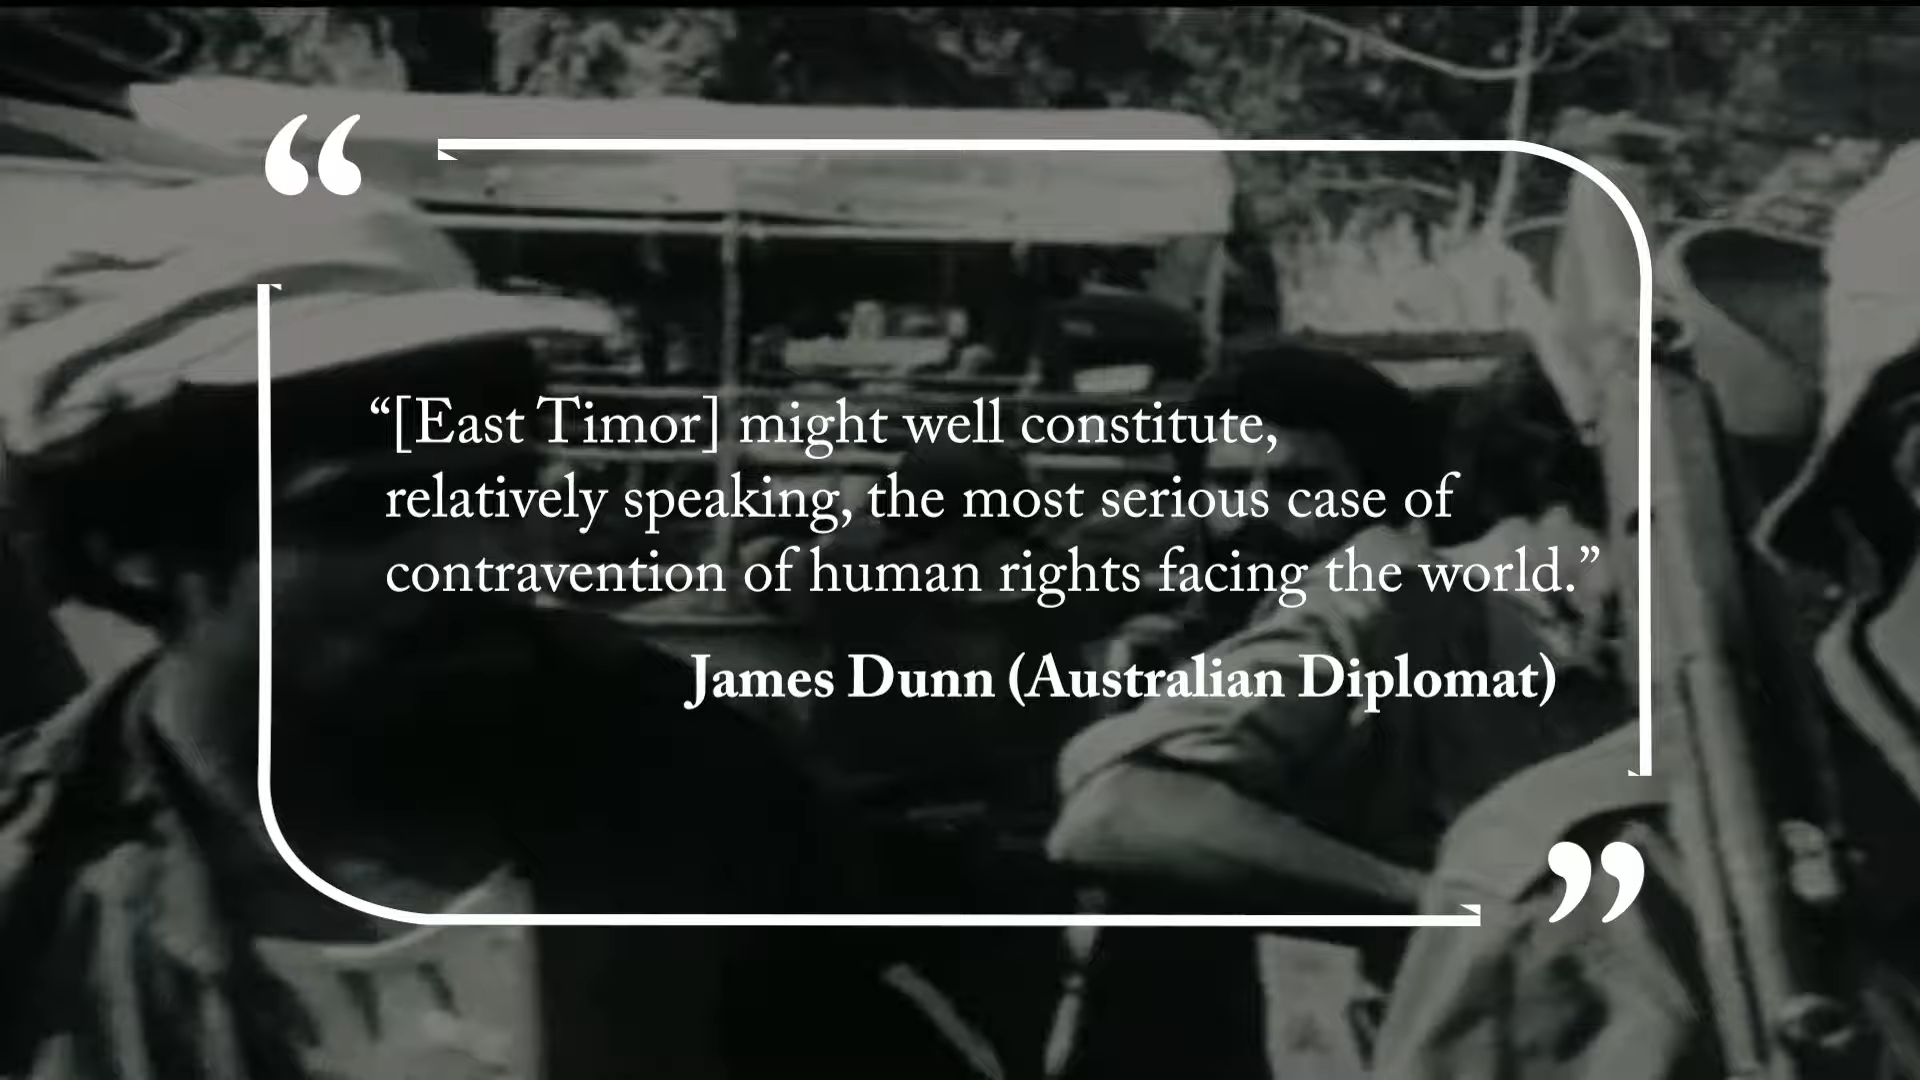 “[East Timor] might well constitute,
relatively speaking, the most serious case of
contravention of human rights facing the world.”
James Dunn (Australian Diplomat)